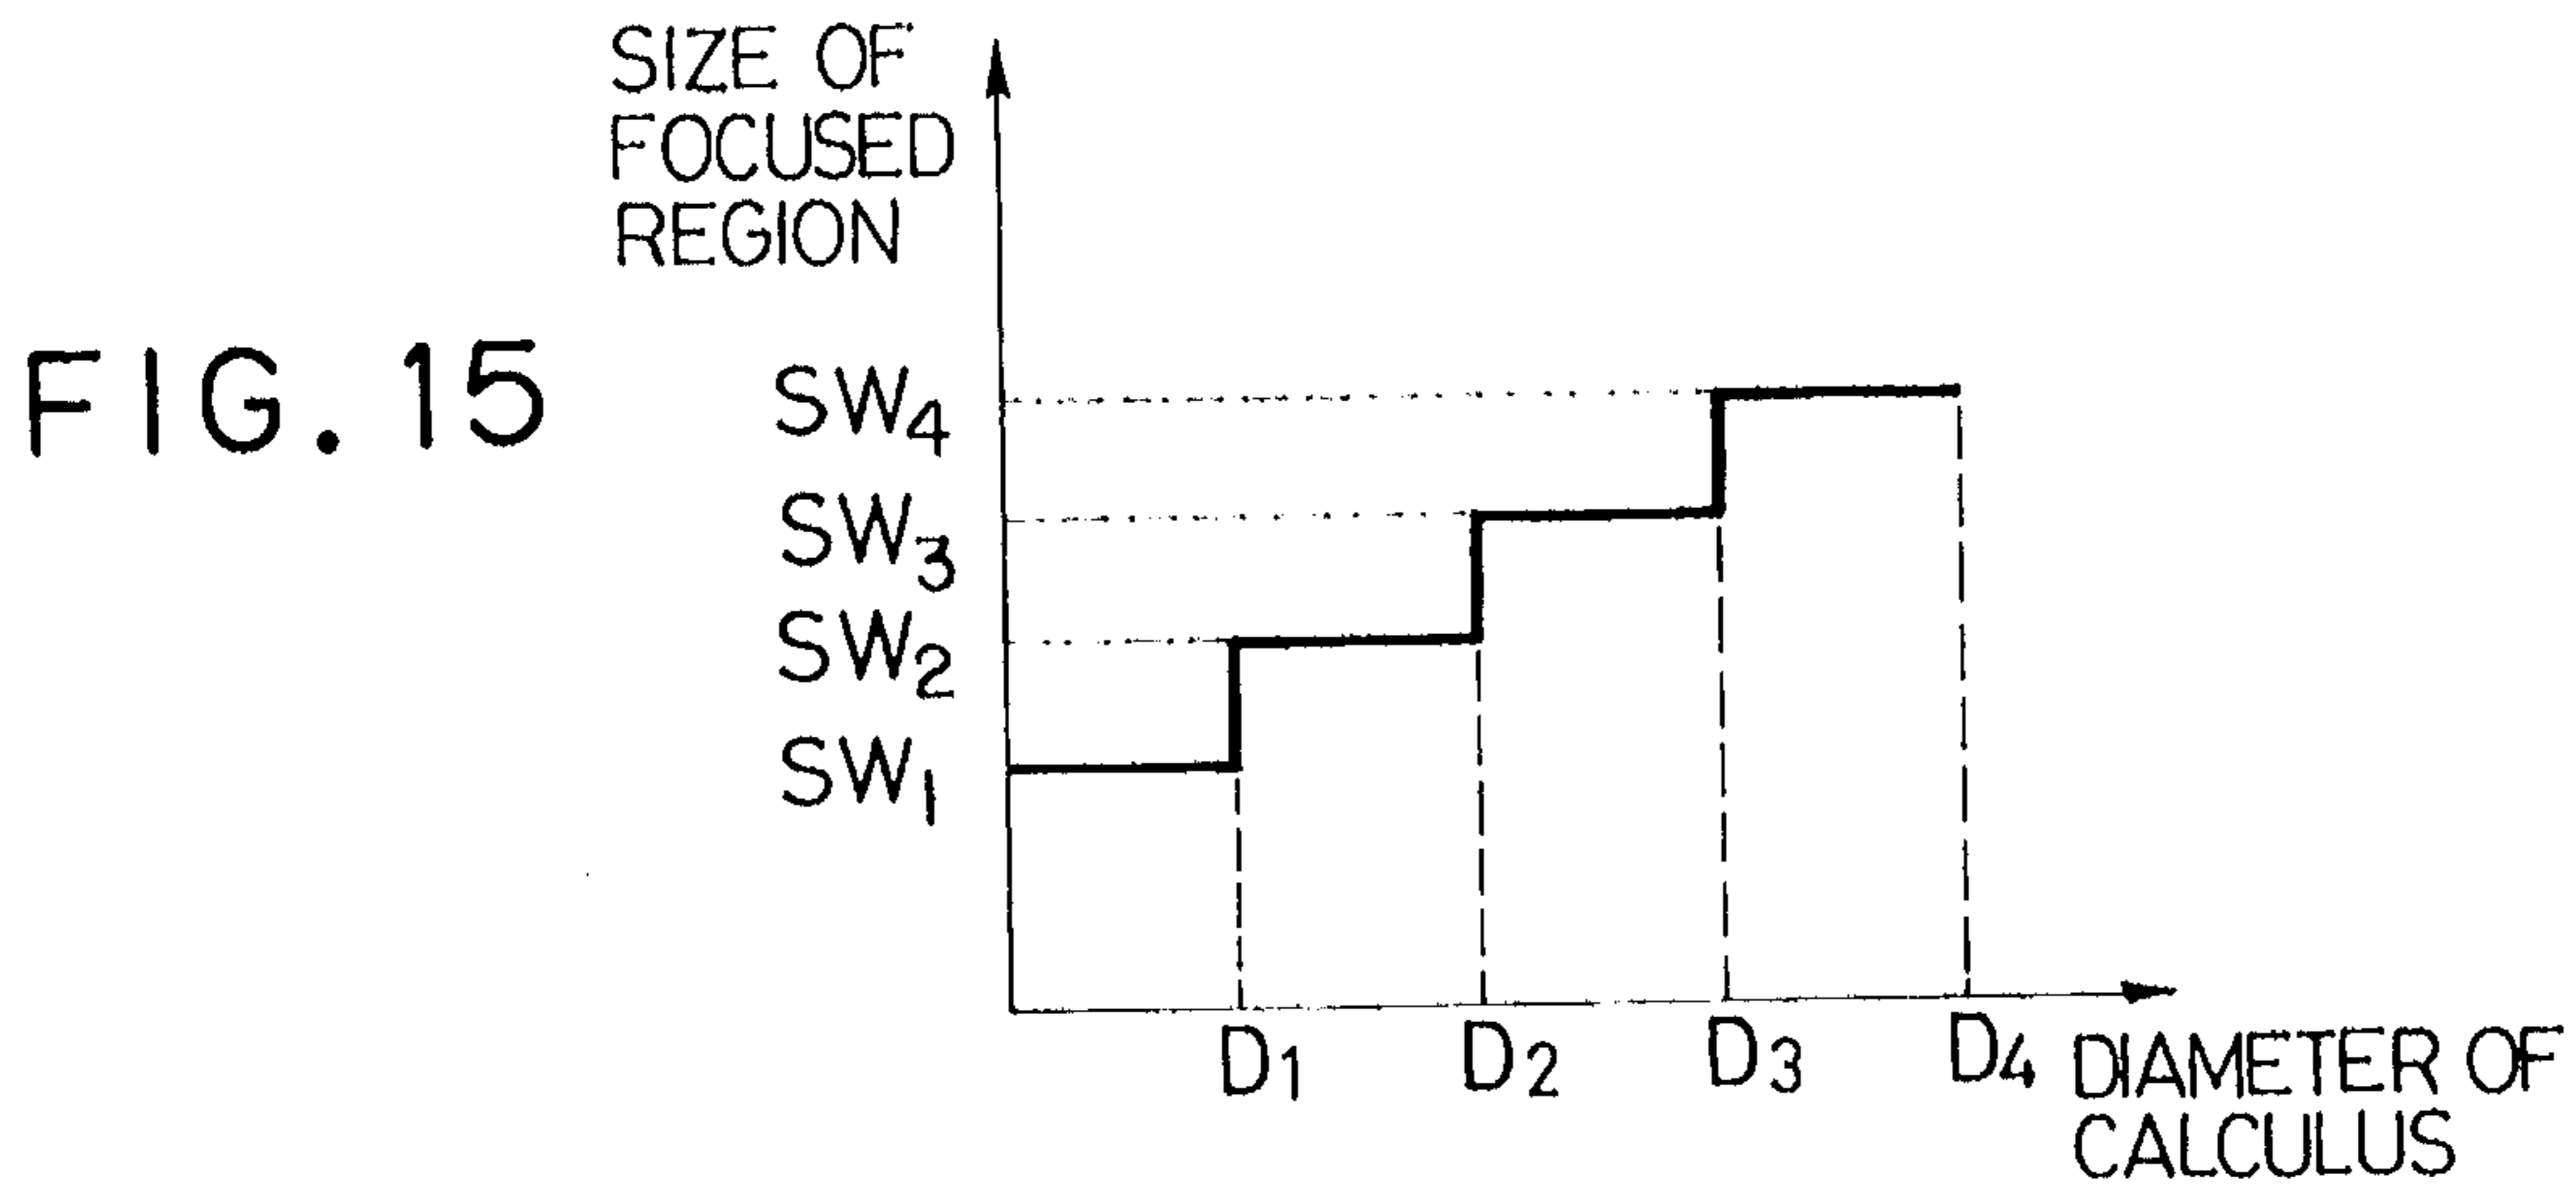 SIZE OF
FOCUSED
REGION
FIG. 15
SW4
SW3
SW2
SW1
D1 D2 D3 D4
DIAMETER OF
CALCULUS